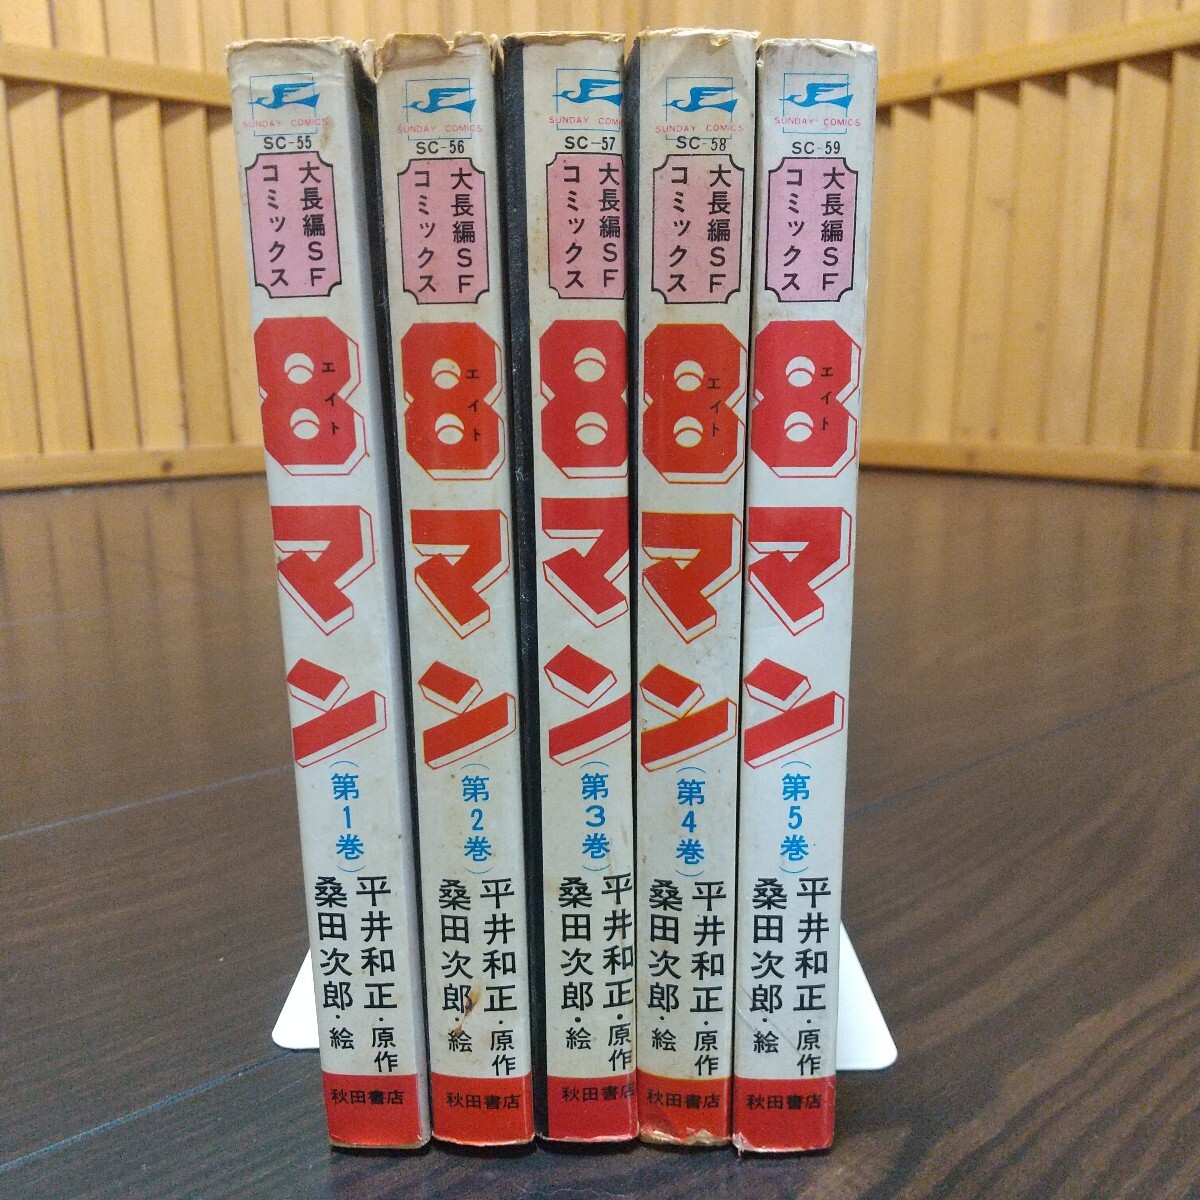 SUNDAY COMICS
SC-55
大長編SF
コミックス
8マン
エイト
(第1巻)
平井和正・原作
桑田次郎・絵
秋田書店
SUNDAY COMICS
SC-56
大長編SF
コミックス
8マン
エイト
(第2巻)
平井和正・原作
桑田次郎・絵
秋田書店
SUNDAY COMICS
SC-57
大長編SF
コミックス
8マン
(第3巻)
平井和正・原作
桑田次郎・絵
秋田書店
SUNDAY COMICS
SC-58
大長編SF
コミックス
8マン
エイト
(第4巻)
平井和正・原作
桑田次郎・絵
秋田書店
SUNDAY COMICS
SC-59
大長編SF
コミックス
8マン
エイト
(第5巻)
平井和正・原作
桑田次郎・絵
秋田書店